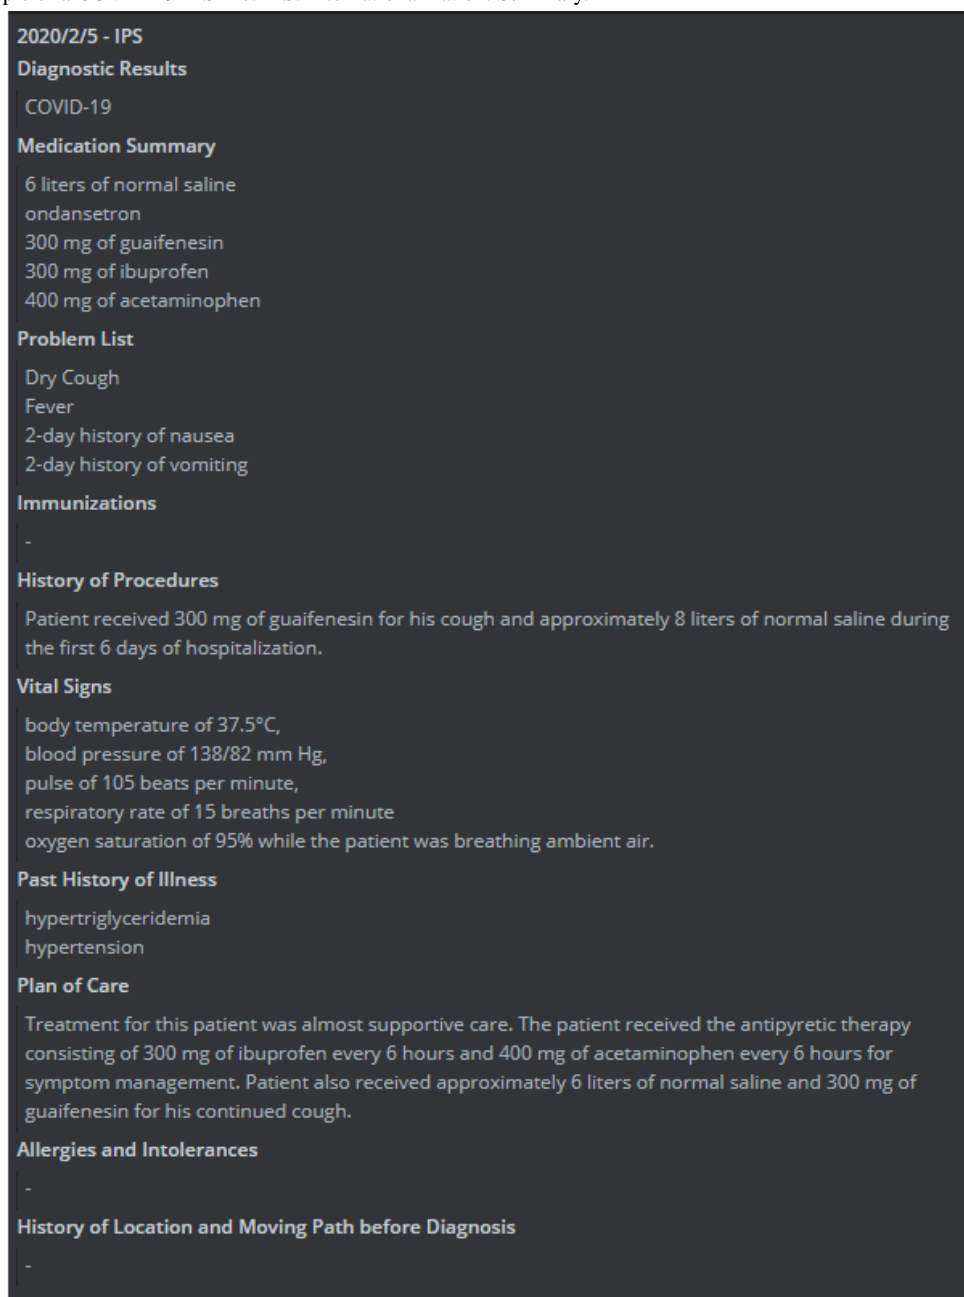 2020/2/5 - IPS
Diagnostic Results
COVID-19
Medication Summary
6 liters of normal saline
ondansetron
300 mg of guaifenesin
300 mg of ibuprofen
400 mg of acetaminophen
Problem List
Dry Cough
Fever
2-day history of nausea
2-day history of vomiting
Immunizations
-
History of Procedures
Patient received 300 mg of guaifenesin for his cough and approximately 8 liters of normal saline during
the first 6 days of hospitalization.
Vital Signs
body temperature of 37.5°C,
blood pressure of 138/82 mm Hg,
pulse of 105 beats per minute,
respiratory rate of 15 breaths per minute
oxygen saturation of 95% while the patient was breathing ambient air.
Past History of Illness
hypertriglyceridemia
hypertension
Plan of Care
Treatment for this patient was almost supportive care. The patient received the antipyretic therapy
consisting of 300 mg of ibuprofen every 6 hours and 400 mg of acetaminophen every 6 hours for
symptom management. Patient also received approximately 6 liters of normal saline and 300 mg of
guaifenesin for his continued cough.
Allergies and Intolerances
-
History of Location and Moving Path before Diagnosis
-